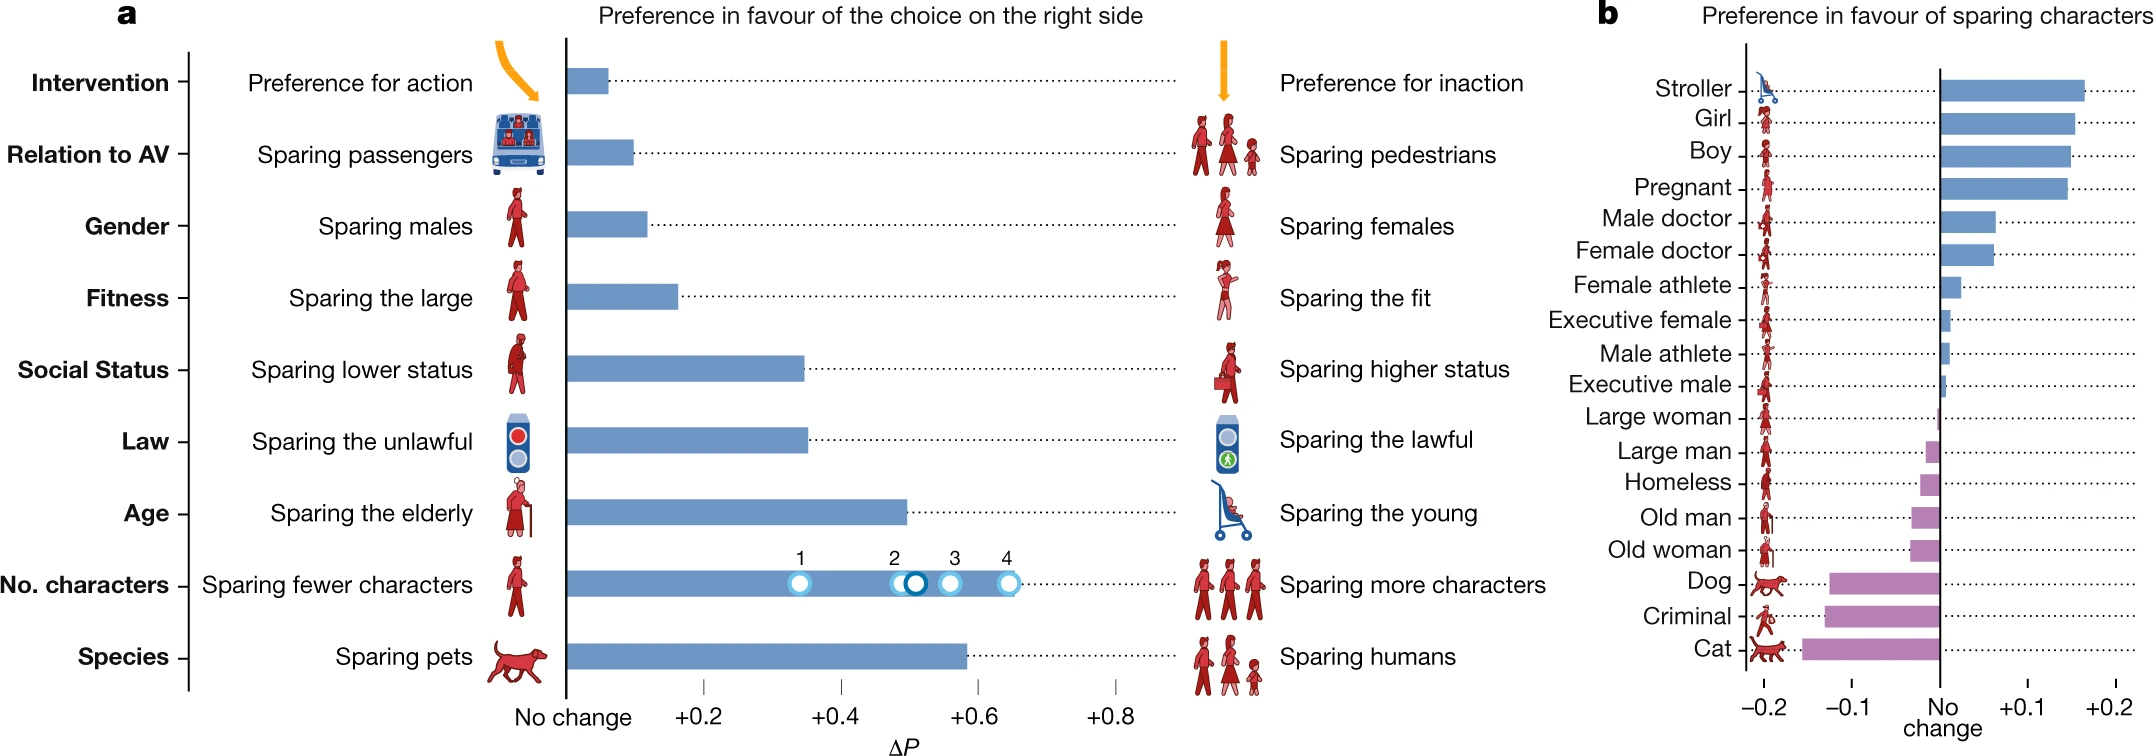 a
Preference in favour of the choice on the right side
Intervention
Preference for action
Preference for inaction
Relation to AV
Sparing passengers
Sparing pedestrians
Gender
Sparing males
Sparing females
Fitness
Sparing the large
Sparing the fit
Social Status
Sparing lower status
Sparing higher status
Law
Sparing the unlawful
Sparing the lawful
Age
Sparing the elderly
Sparing the young
1 2 3 4
No. characters
Sparing fewer characters
Sparing more characters
Species
Sparing pets
Sparing humans
No change +0.2 +0.4 +0.6 +0.8
ΔP
b
Preference in favour of sparing characters
Stroller
Girl
Boy
Pregnant
Male doctor
Female doctor
Female athlete
Executive female
Male athlete
Executive male
Large woman
Large man
Homeless
Old man
Old woman
Dog
Criminal
Cat
−0.2 −0.1 No +0.1 +0.2
change